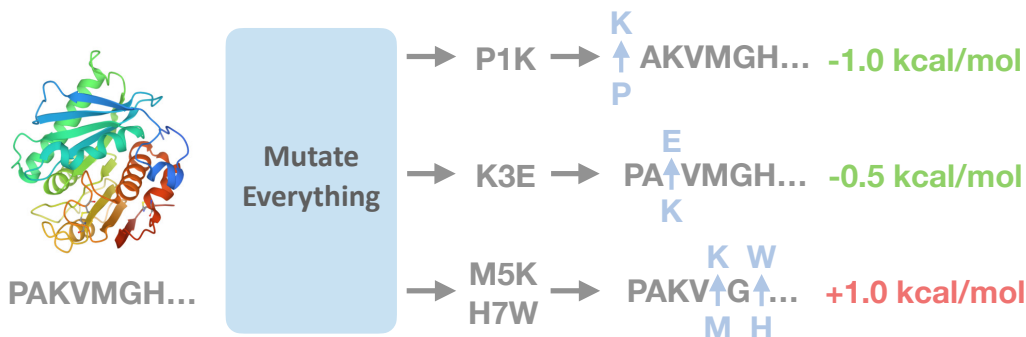 K
P1K AKVMGH... -1.0 kcal/mol
P
Mutate
Everything
E
K3E PA VMGH... -0.5 kcal/mol
K
PAKVMGH...
K W
M5K
H7W
PAKV G ... +1.0 kcal/mol
M H